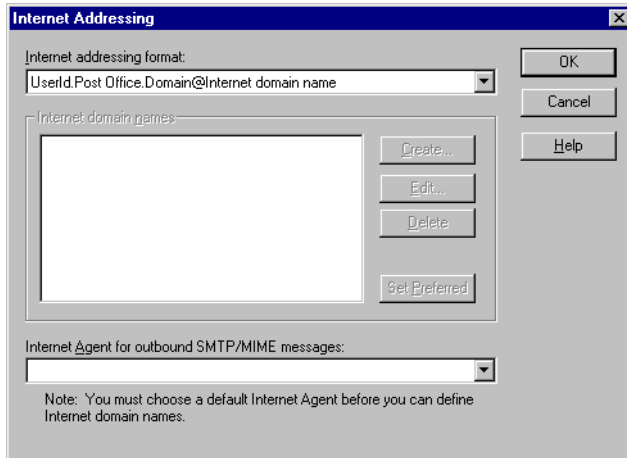 Internet Addressing
Internet addressing format:
UserId.Post Office.Domain@Internet domain name
Internet domain names
Create...
Edit...
Delete
Set Preferred
OK
Cancel
Help
Internet Agent for outbound SMTP/MIME messages:
Note: You must choose a default Internet Agent before you can define
Internet domain names.